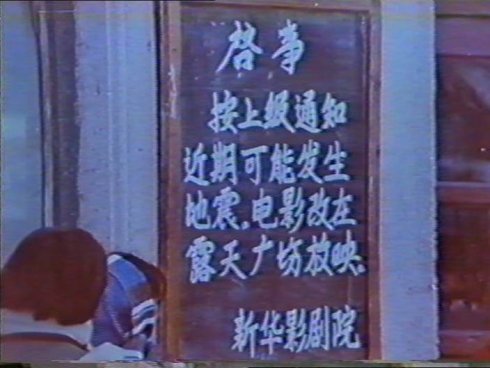 启事
按上级通知
近期可能发生
地震，电影改在
露天广场放映。
新华影剧院